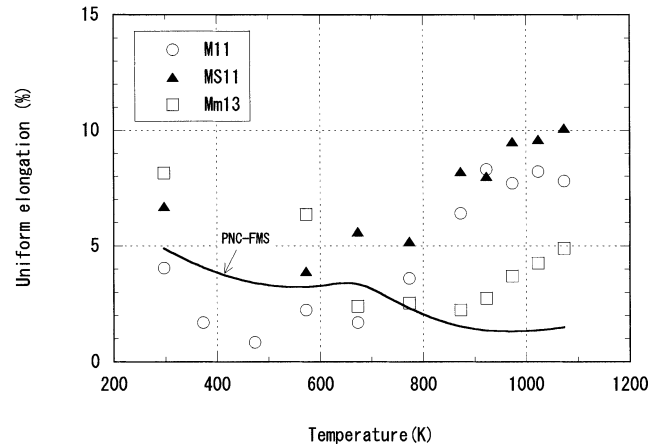 15
10
5
0
Uniform elongation (%)
M11
MS11
Mm13
PNC-FMS
200 400 600 800 1000 1200
Temperature(K)